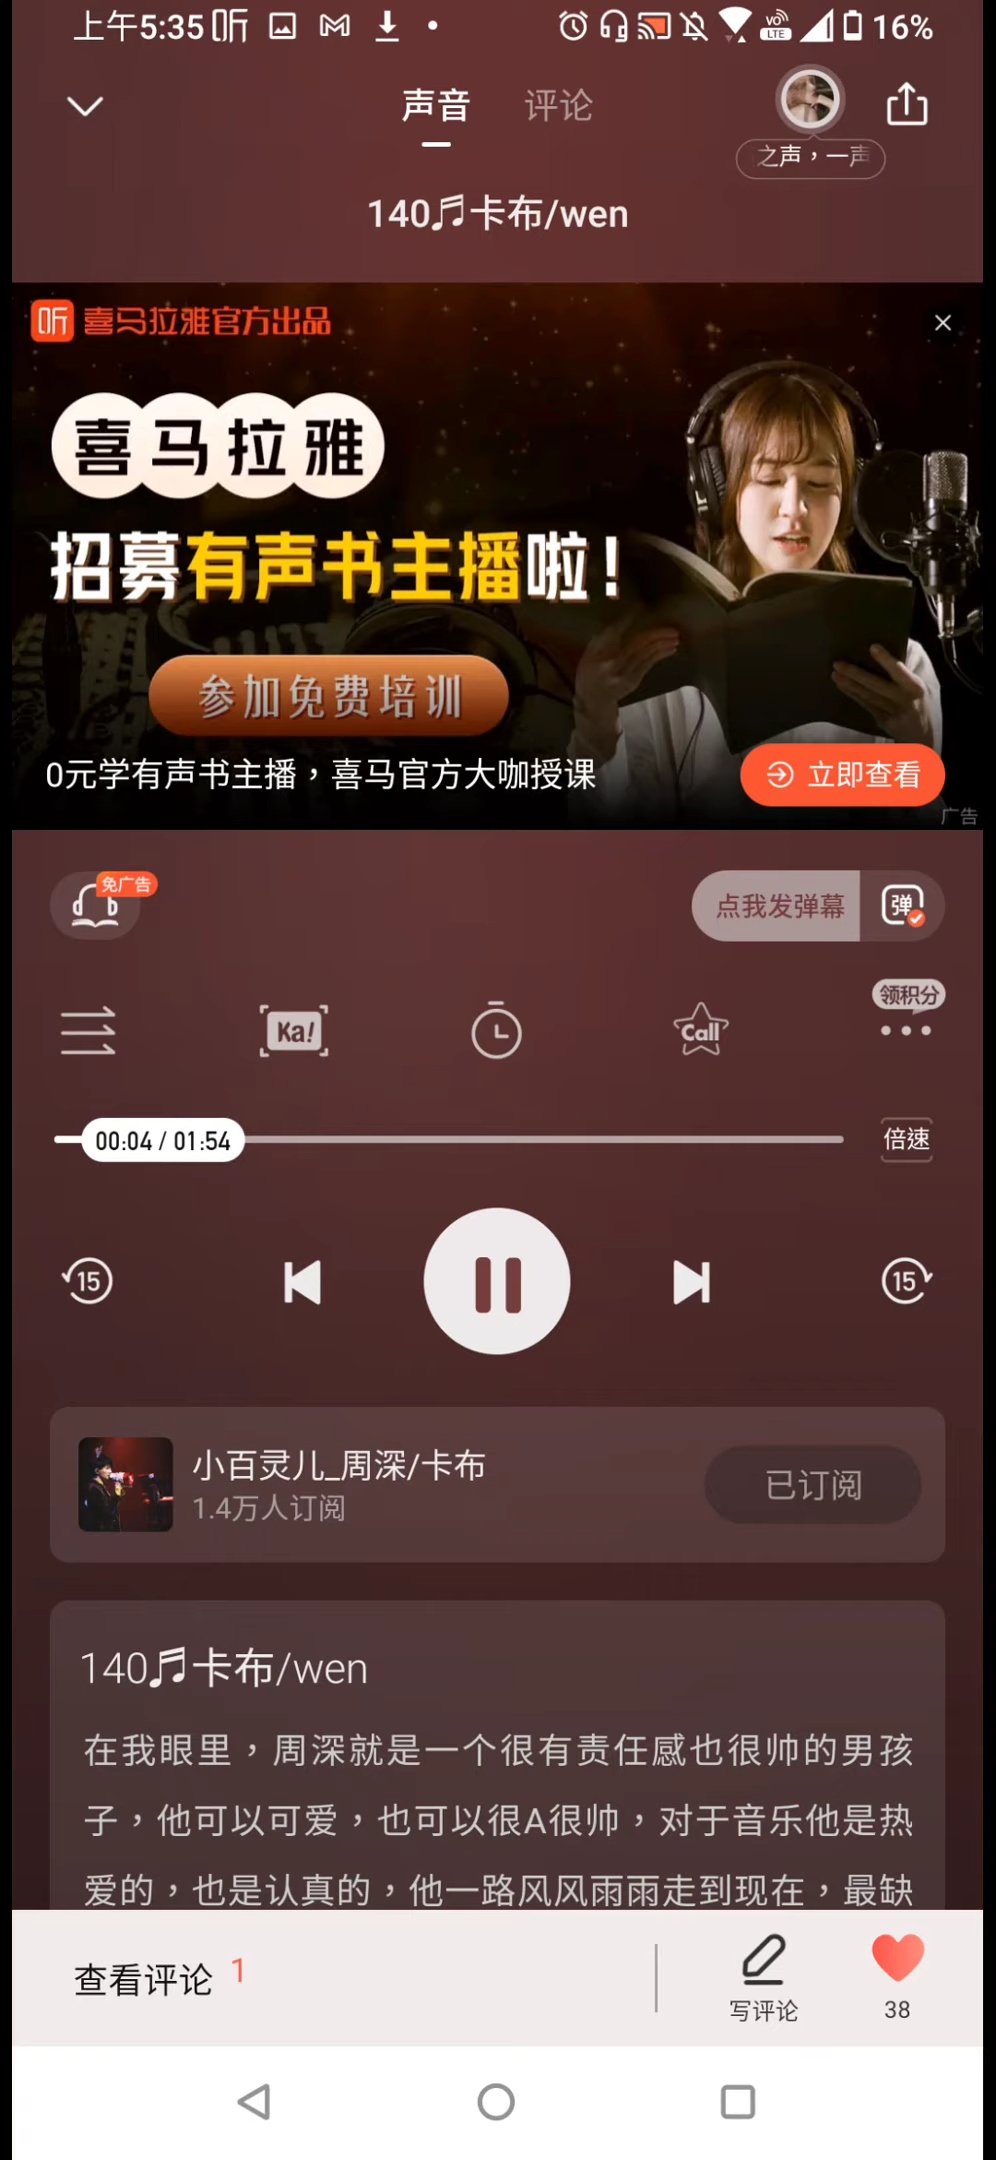 上午5:35 听 16%
声音 评论
之声，一声
140🎜卡布/wen
听 喜马拉雅官方出品
喜马拉雅
招募有声书主播啦！
参加免费培训
0元学有声书主播，喜马官方大咖授课
立即查看
广告
免广告
点我发弹幕 弹
领积分
Ka!
Call
00:04 / 01:54
倍速
15 15
小百灵儿_周深/卡布
1.4万人订阅
已订阅
140🎜卡布/wen
在我眼里，周深就是一个很有责任感也很帅的男孩
子，他可以可爱，也可以很A很帅，对于音乐他是热
爱的，也是认真的，他一路风风雨雨走到现在，最缺
查看评论 1
写评论
38